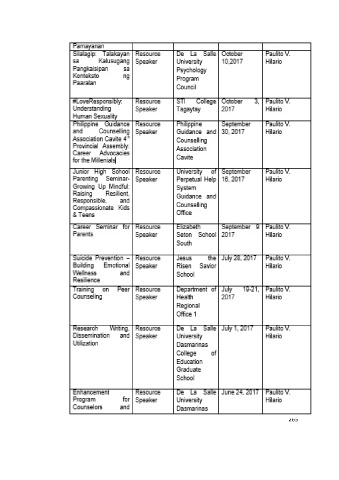 Pamayanan
Silalagip: Talakayan sa Kalusugang Pangkaisipan sa Konteksto ng Paaralan
Resource Speaker
De La Salle University Psychology Program Council
October 10,2017
Paulito V. Hilario
#LoveResponsibly: Understanding Human Sexuality
Resource Speaker
STI College Tagaytay
October 3, 2017
Paulito V. Hilario
Philippine Guidance and Counselling Association Cavite 4th Provincial Assembly: Career Advocacies for the Millenials
Resource Speaker
Philippine Guidance and Counselling Association Cavite
September 30, 2017
Paulito V. Hilario
Junior High School Parenting Seminar- Growing Up Mindful: Raising Resilient, Responsible, and Compassionate Kids & Teens
Resource Speaker
University of Perpetual Help System Guidance and Counselling Office
September 16, 2017
Paulito V. Hilario
Career Seminar for Parents
Resource Speaker
Elizabeth Seton School South
September 9 2017
Paulito V. Hilario
Suicide Prevention – Building Emotional Wellness and Resilience
Resource Speaker
Jesus the Risen Savior School
July 28, 2017
Paulito V. Hilario
Training on Peer Counseling
Resource Speaker
Department of Health Regional Office 1
July 19-21, 2017
Paulito V. Hilario
Research Writing, Dissemination and Utilization
Resource Speaker
De La Salle University Dasmarinas College of Education Graduate School
July 1, 2017
Paulito V. Hilario
Enhancement Program for Counselors and
Resource Speaker
De La Salle University Dasmarinas
June 24, 2017
Paulito V. Hilario